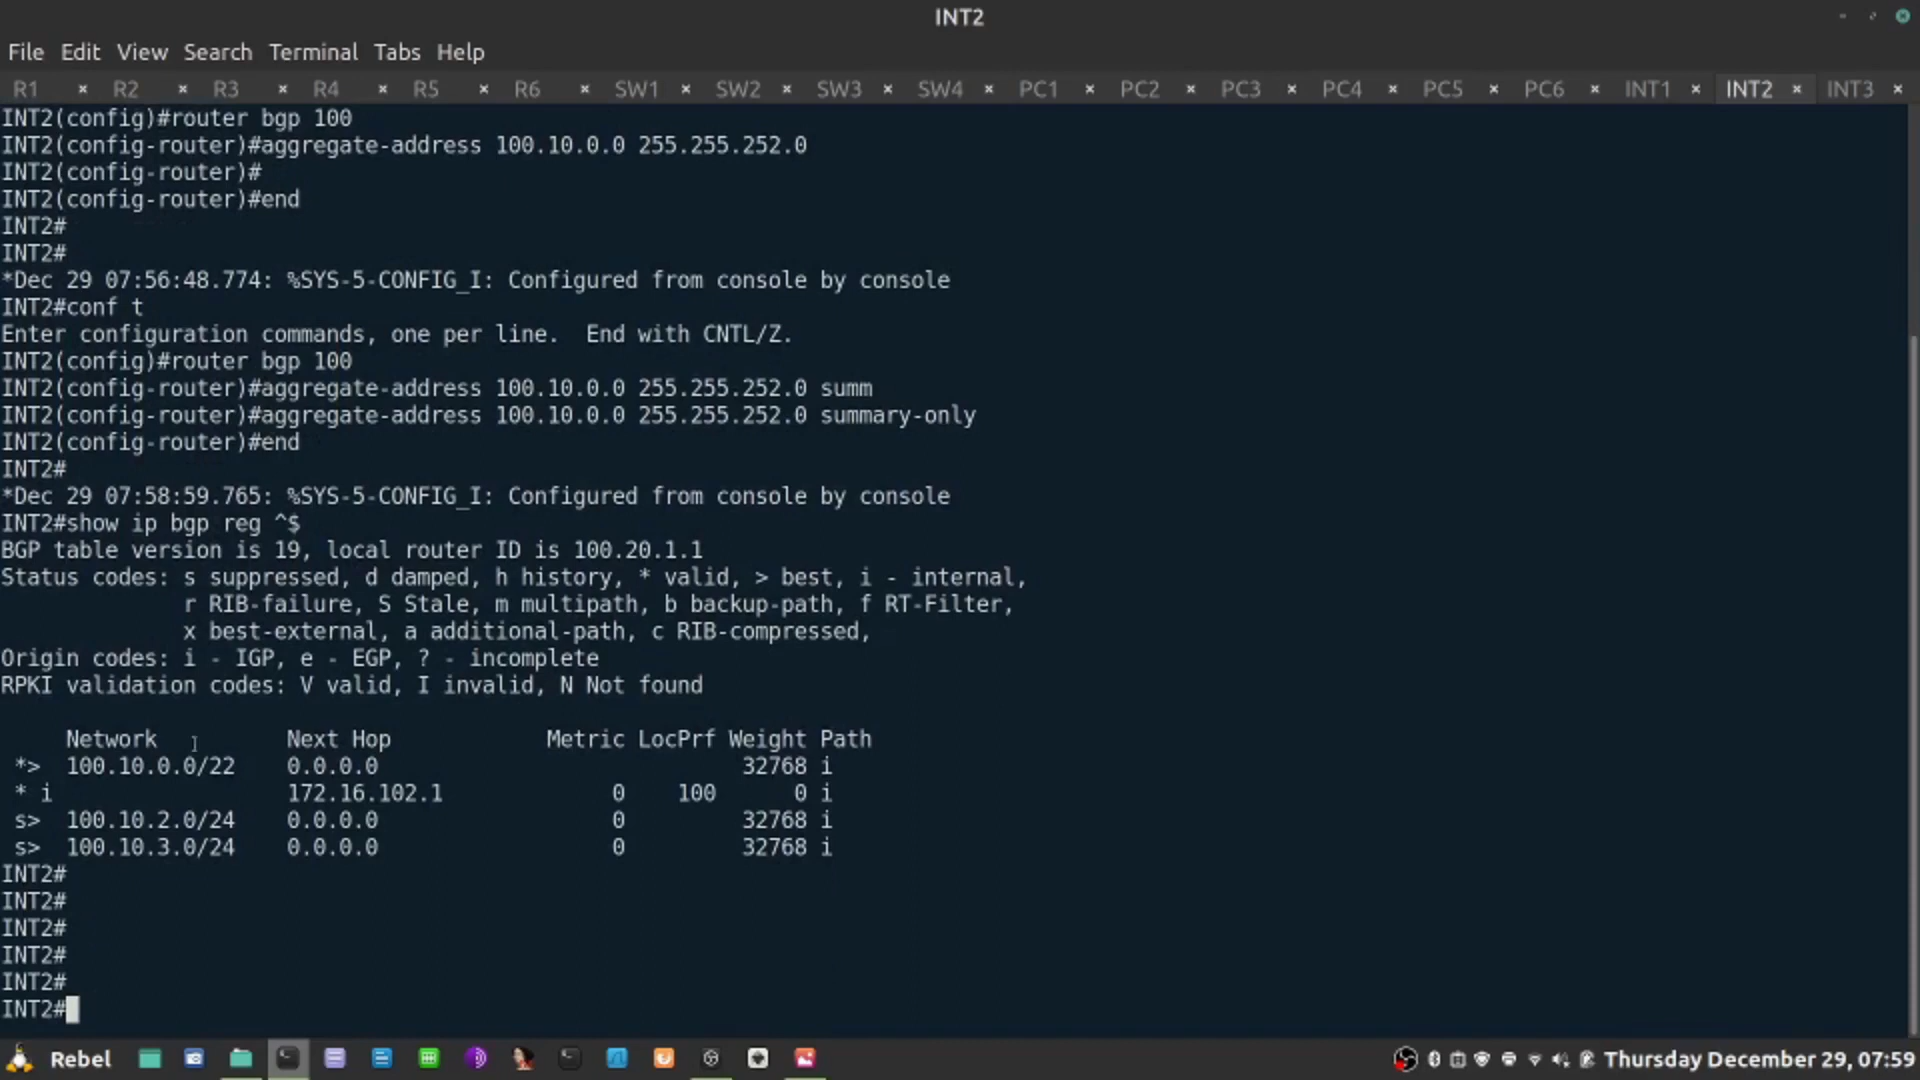 INT2
File Edit View Search Terminal Tabs Help
R1 × R2 × R3 × R4 × R5 × R6 × SW1 × SW2 × SW3 × SW4 × PC1 × PC2 × PC3 × PC4 × PC5 × PC6 × INT1 × INT2 × INT3 ×
INT2(config)#router bgp 100
INT2(config-router)#aggregate-address 100.10.0.0 255.255.252.0
INT2(config-router)#
INT2(config-router)#end
INT2#
INT2#
*Dec 29 07:56:48.774: %SYS-5-CONFIG_I: Configured from console by console
INT2#conf t
Enter configuration commands, one per line.  End with CNTL/Z.
INT2(config)#router bgp 100
INT2(config-router)#aggregate-address 100.10.0.0 255.255.252.0 summ
INT2(config-router)#aggregate-address 100.10.0.0 255.255.252.0 summary-only
INT2(config-router)#end
INT2#
*Dec 29 07:58:59.765: %SYS-5-CONFIG_I: Configured from console by console
INT2#show ip bgp reg ^$
BGP table version is 19, local router ID is 100.20.1.1
Status codes: s suppressed, d damped, h history, * valid, > best, i - internal,
              r RIB-failure, S Stale, m multipath, b backup-path, f RT-Filter,
              x best-external, a additional-path, c RIB-compressed,
Origin codes: i - IGP, e - EGP, ? - incomplete
RPKI validation codes: V valid, I invalid, N Not found
     Network          Next Hop            Metric LocPrf Weight Path
 *>  100.10.0.0/22    0.0.0.0                            32768 i
 * i                  172.16.102.1             0    100      0 i
 s>  100.10.2.0/24    0.0.0.0                  0         32768 i
 s>  100.10.3.0/24    0.0.0.0                  0         32768 i
INT2#
INT2#
INT2#
INT2#
INT2#
INT2#
Rebel Thursday December 29, 07:59